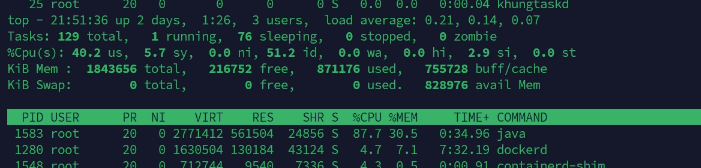 25 root 20 0 0 0 0 S 0.0 0.0 0:00.04 khungtaskd
top - 21:51:36 up 2 days, 1:26, 3 users, load average: 0.21, 0.14, 0.07
Tasks: 129 total, 1 running, 76 sleeping, 0 stopped, 0 zombie
%Cpu(s): 40.2 us, 5.7 sy, 0.0 ni, 51.2 id, 0.0 wa, 0.0 hi, 2.9 si, 0.0 st
KiB Mem : 1843656 total, 216752 free, 871176 used, 755728 buff/cache
KiB Swap: 0 total, 0 free, 0 used. 828976 avail Mem
PID USER PR NI VIRT RES SHR S %CPU %MEM TIME+ COMMAND
1583 root 20 0 2771412 561504 24856 S 87.7 30.5 0:34.96 java
1280 root 20 0 1630504 130184 43124 S 4.7 7.1 7:32.19 dockerd
1548 root 20 0 712744 9540 7336 S 4.3 0.5 0:00.91 containerd-shim